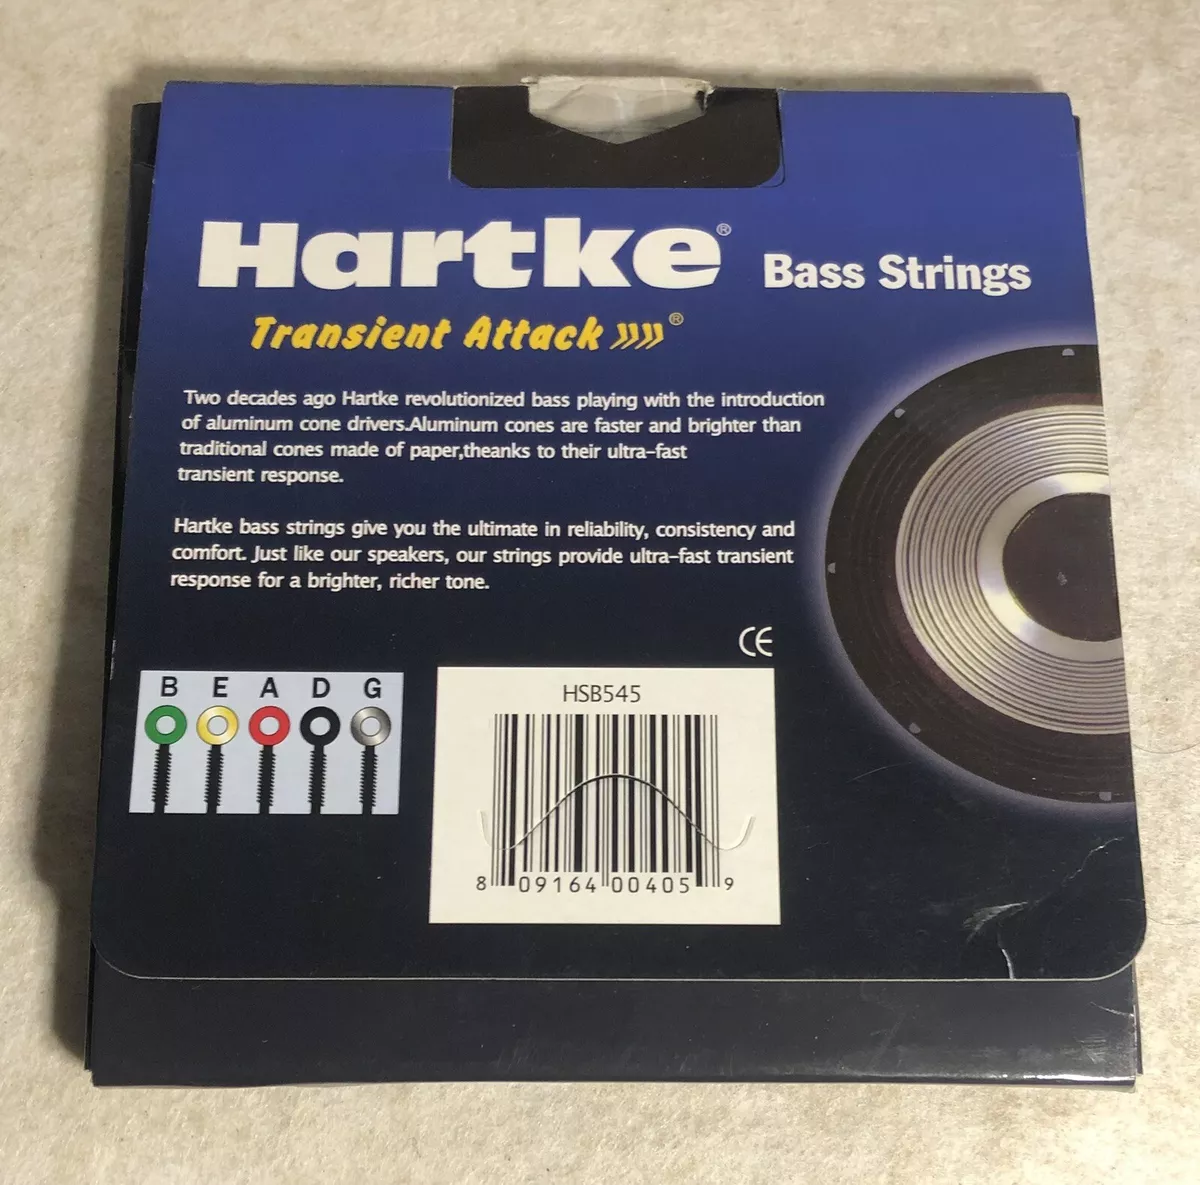 Hartke® Bass Strings
Transient Attack »»®
Two decades ago Hartke revolutionized bass playing with the introduction
of aluminum cone drivers.Aluminum cones are faster and brighter than
traditional cones made of paper,theanks to their ultra-fast
transient response.
Hartke bass strings give you the ultimate in reliability, consistency and
comfort. Just like our speakers, our strings provide ultra-fast transient
response for a brighter, richer tone.
CE
B E A D G
HSB545
8 09164 00405 9